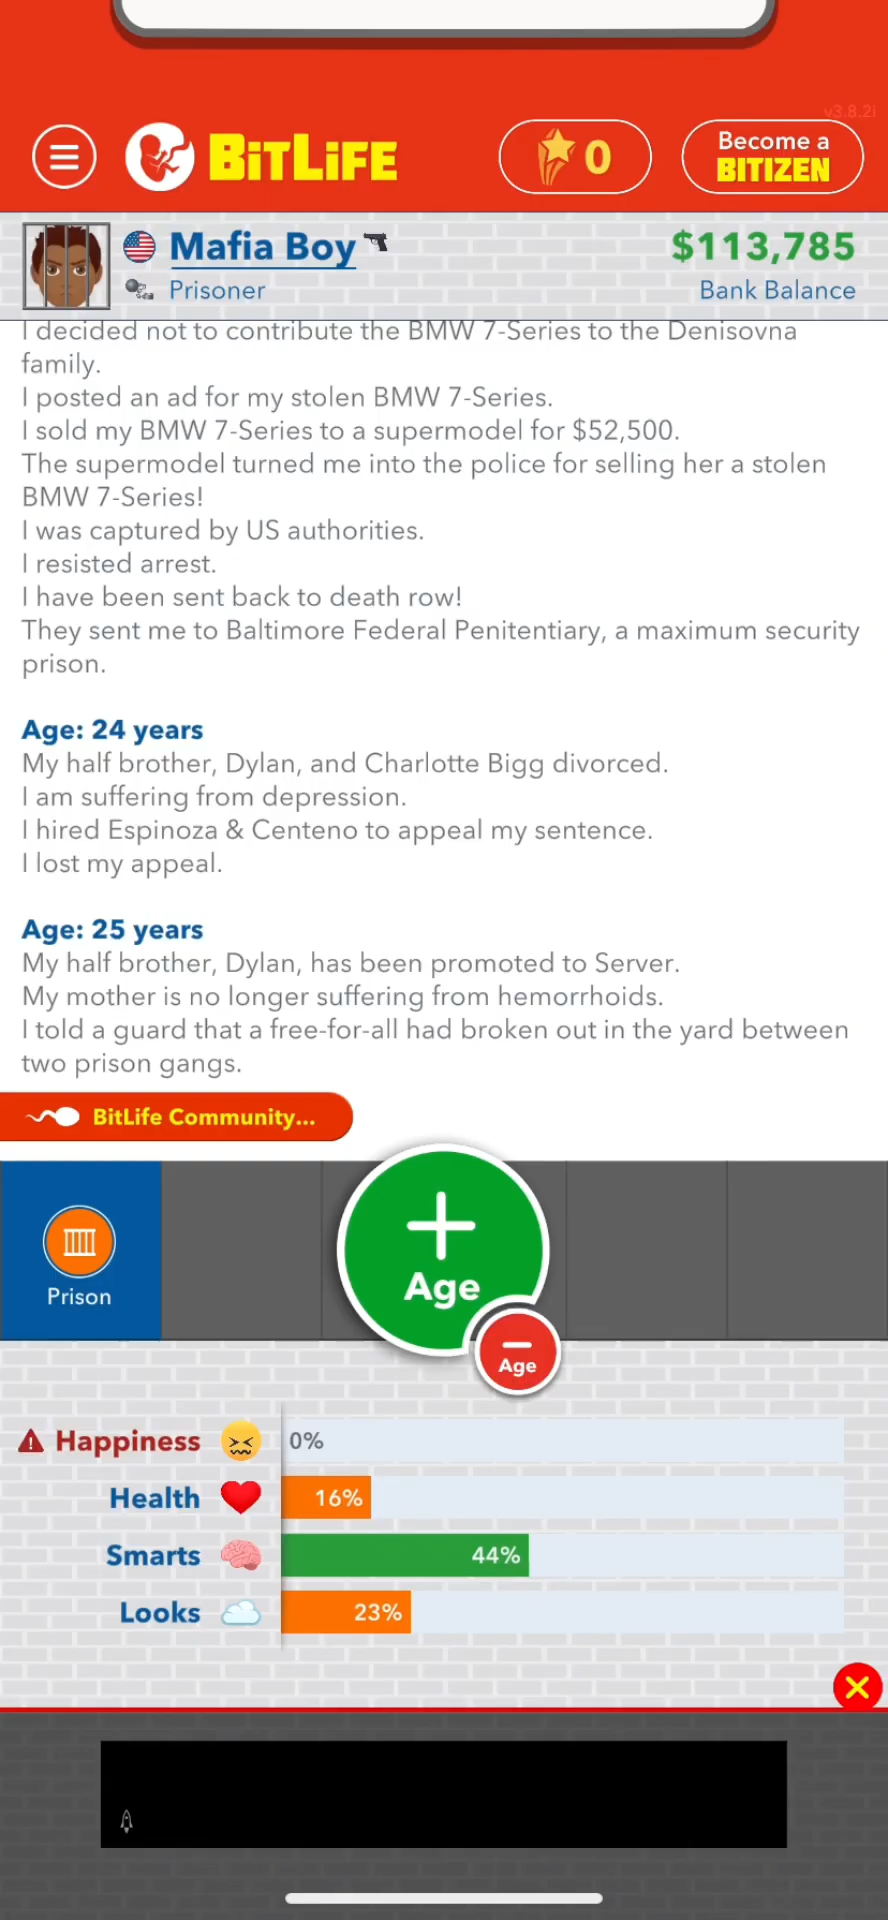 v3.8.2i
BiTLiFE
0
Become a
BITIZEN
Mafia Boy
$113,785
Prisoner
Bank Balance
I decided not to contribute the BMW 7-Series to the Denisovna
family.
I posted an ad for my stolen BMW 7-Series.
I sold my BMW 7-Series to a supermodel for $52,500.
The supermodel turned me into the police for selling her a stolen
BMW 7-Series!
I was captured by US authorities.
I resisted arrest.
I have been sent back to death row!
They sent me to Baltimore Federal Penitentiary, a maximum security
prison.
Age: 24 years
My half brother, Dylan, and Charlotte Bigg divorced.
I am suffering from depression.
I hired Espinoza & Centeno to appeal my sentence.
I lost my appeal.
Age: 25 years
My half brother, Dylan, has been promoted to Server.
My mother is no longer suffering from hemorrhoids.
I told a guard that a free-for-all had broken out in the yard between
two prison gangs.
BitLife Community...
Prison
Age
Age
Happiness 0%
Health 16%
Smarts 44%
Looks 23%